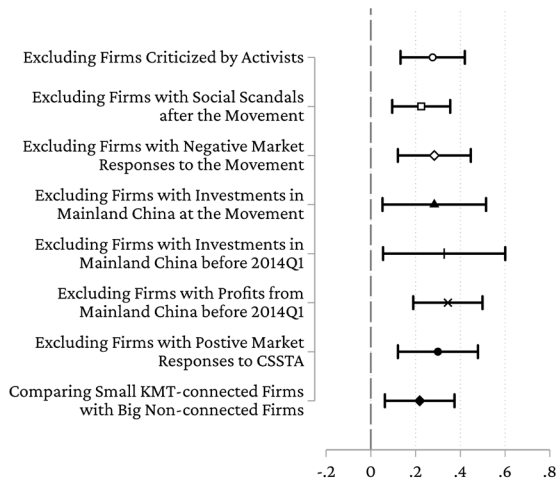 Excluding Firms Criticized by Activists
Excluding Firms with Social Scandals
after the Movement
Excluding Firms with Negative Market
Responses to the Movement
Excluding Firms with Investments in
Mainland China at the Movement
Excluding Firms with Investments in
Mainland China before 2014Q1
Excluding Firms with Profits from
Mainland China before 2014Q1
Excluding Firms with Postive Market
Responses to CSSTA
Comparing Small KMT-connected Firms
with Big Non-connected Firms
-.2 0 .2 .4 .6 .8